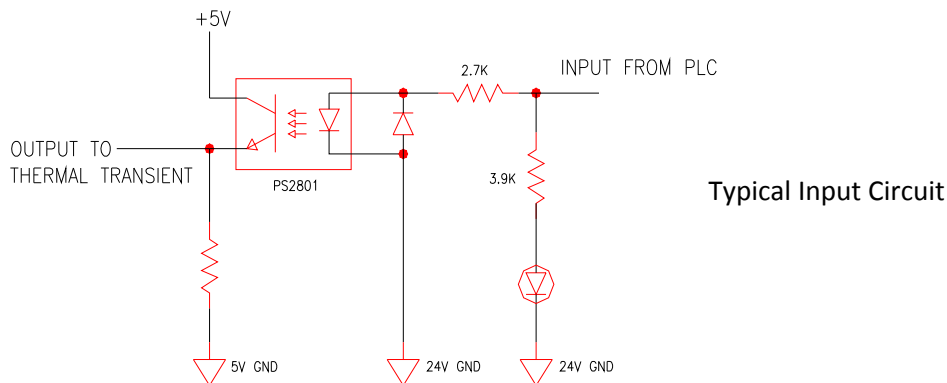 +5V
2.7K
INPUT FROM PLC
OUTPUT TO
THERMAL TRANSIENT
PS2801
3.9K
Typical Input Circuit
5V GND
24V GND
24V GND